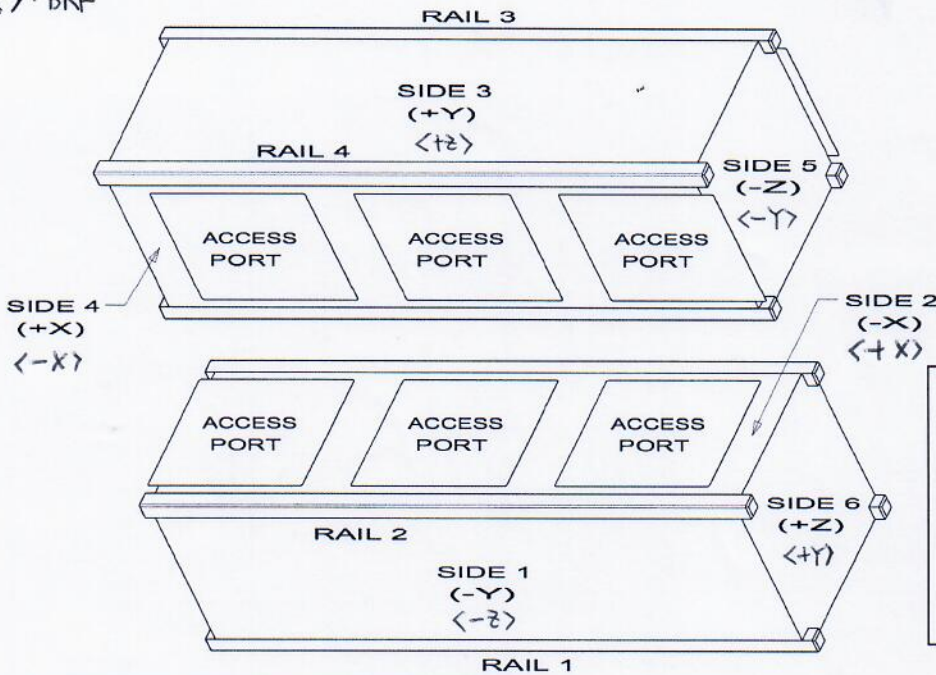 RAIL 3
SIDE 3
(+Y)
<+Z>
RAIL 4
SIDE 5
(-Z)
<-Y>
ACCESS PORT
ACCESS PORT
ACCESS PORT
SIDE 4
(+X)
<-X>
SIDE 2
(-X)
<+X>
ACCESS PORT
ACCESS PORT
ACCESS PORT
RAIL 2
SIDE 6
(+Z)
<+Y>
SIDE 1
(-Y)
<-Z>
RAIL 1